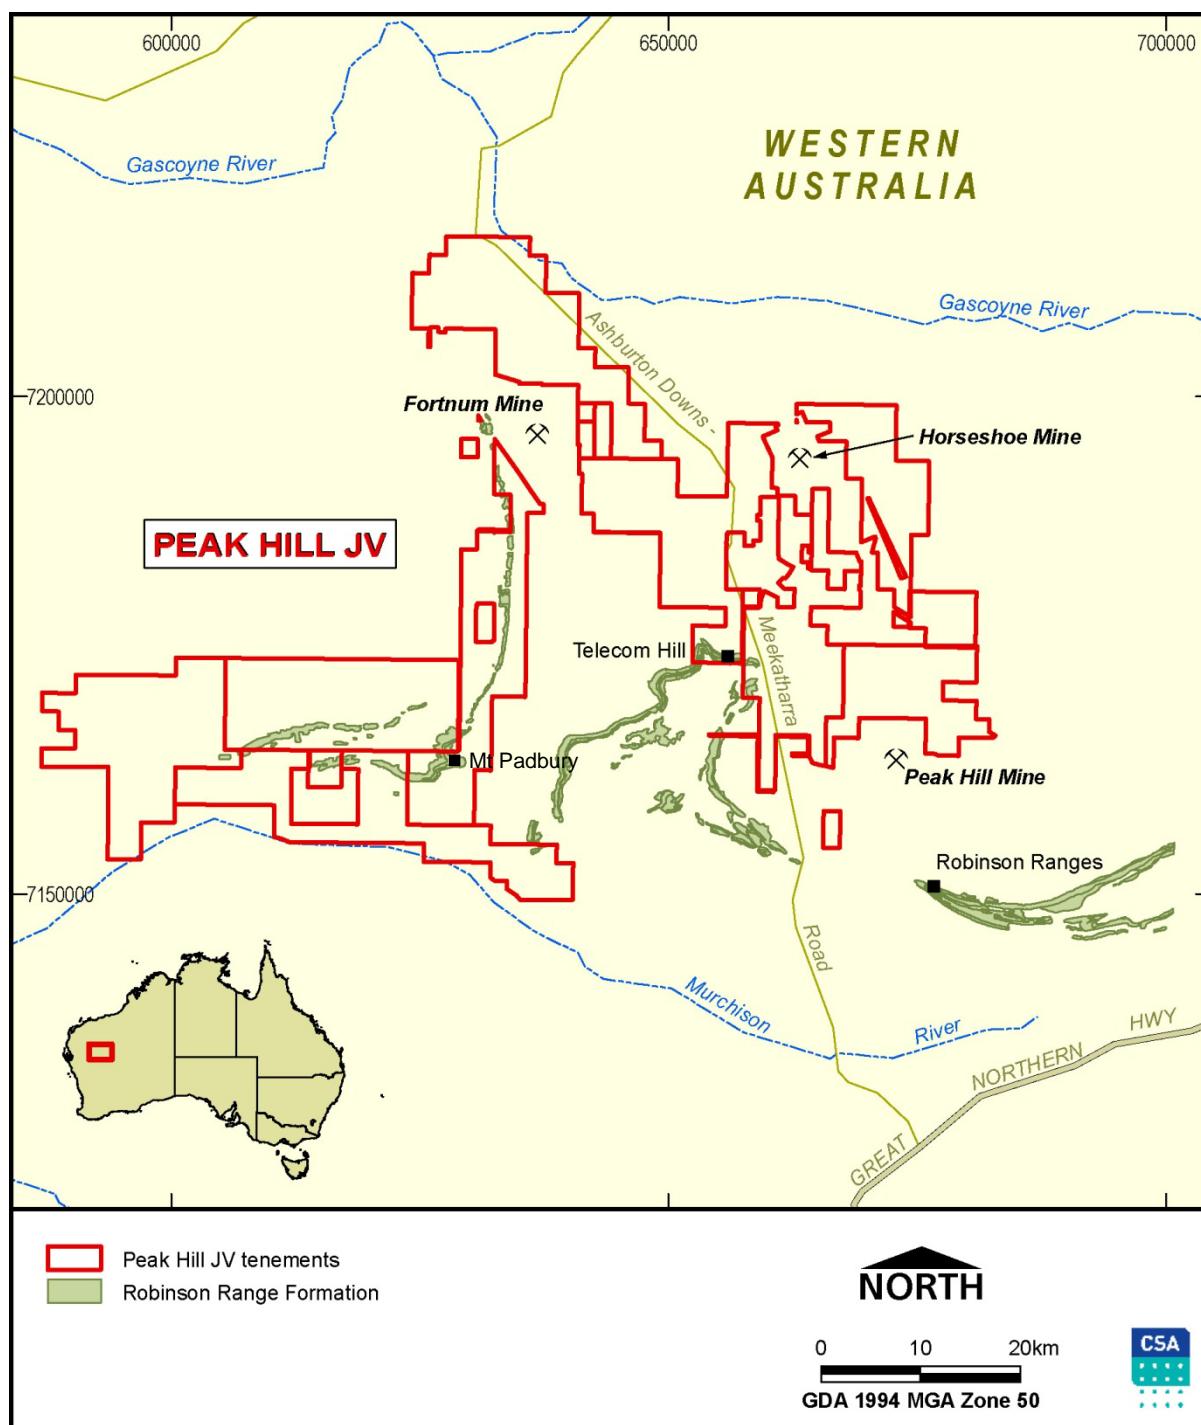 600000
650000
700000
WESTERN
AUSTRALIA
Gascoyne River
Gascoyne River
Ashburton Downs -
7200000
Fortnum Mine
Horseshoe Mine
PEAK HILL JV
Telecom Hill
Meekatharra
Mt Padbury
Peak Hill Mine
Robinson Ranges
7150000
Road
Murchison
River
HWY
NORTHERN
GREAT
Peak Hill JV tenements
Robinson Range Formation
NORTH
0 10 20km
GDA 1994 MGA Zone 50
CSA